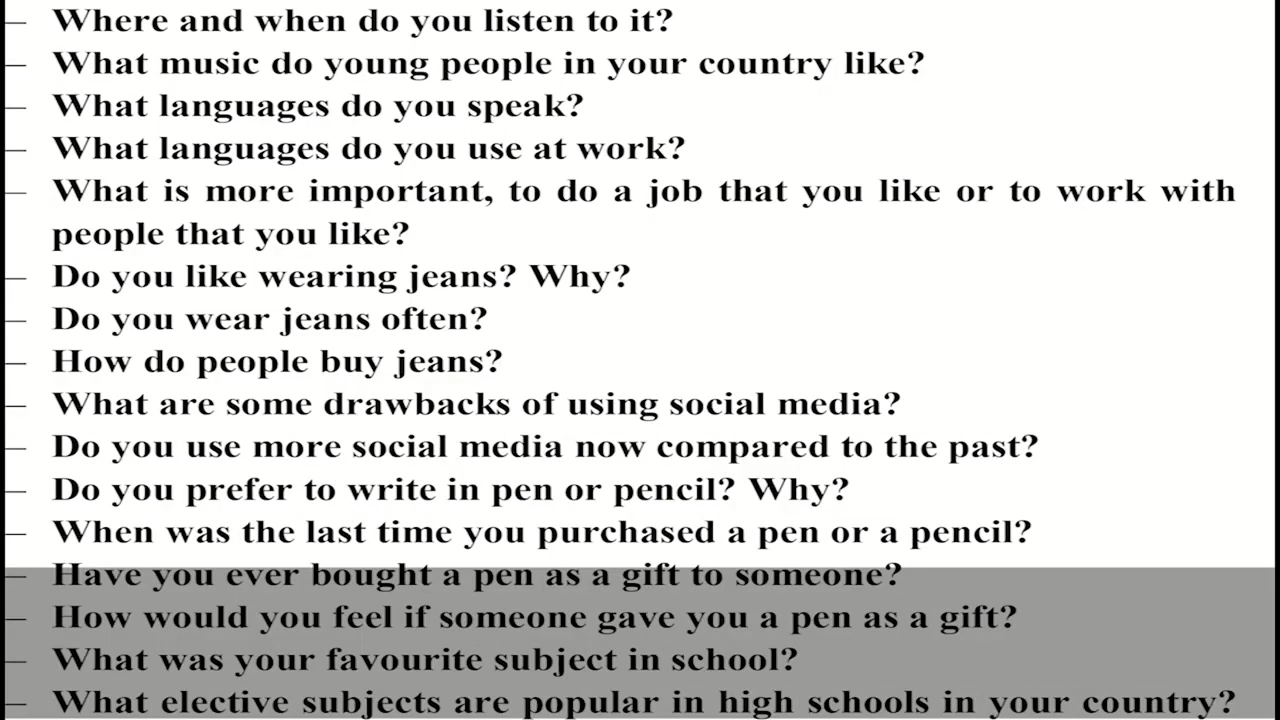 – Where and when do you listen to it?
– What music do young people in your country like?
– What languages do you speak?
– What languages do you use at work?
– What is more important, to do a job that you like or to work with
people that you like?
– Do you like wearing jeans? Why?
– Do you wear jeans often?
– How do people buy jeans?
– What are some drawbacks of using social media?
– Do you use more social media now compared to the past?
– Do you prefer to write in pen or pencil? Why?
– When was the last time you purchased a pen or a pencil?
– Have you ever bought a pen as a gift to someone?
– How would you feel if someone gave you a pen as a gift?
– What was your favourite subject in school?
– What elective subjects are popular in high schools in your country?